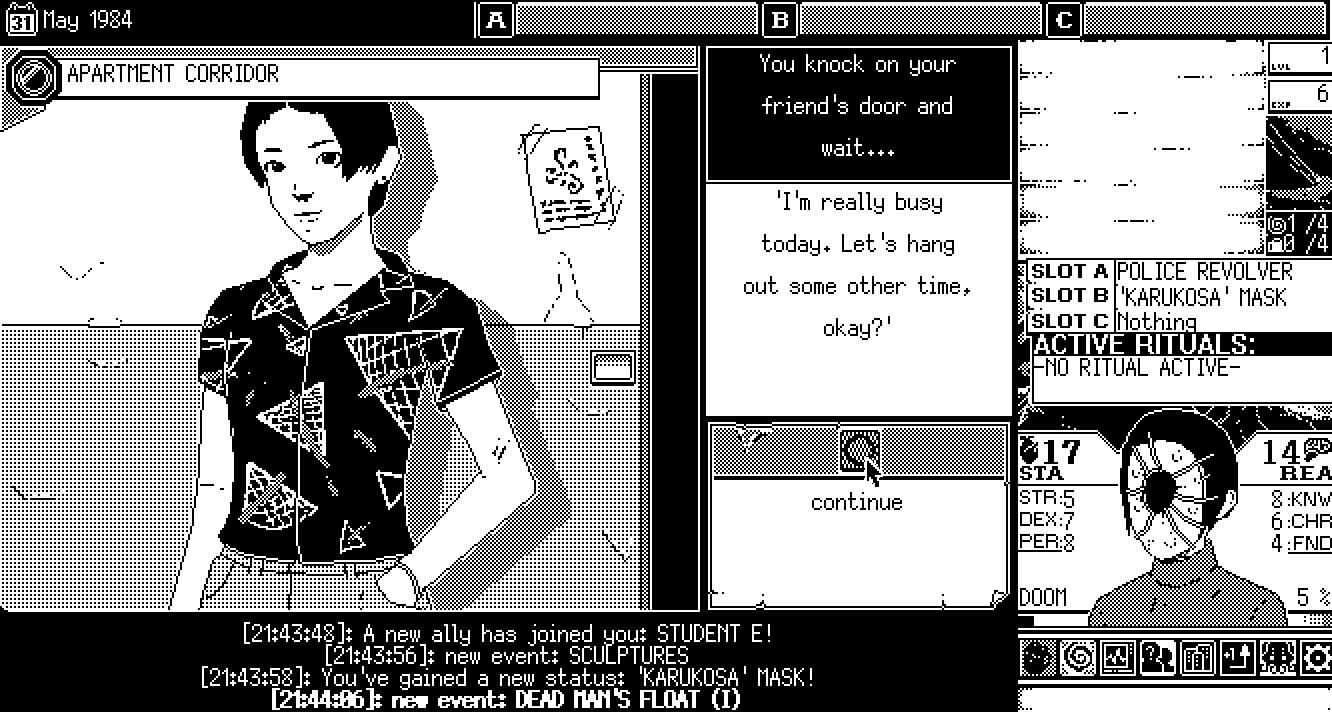 31 May 1984
A
B
C
APARTMENT CORRIDOR
You knock on your
friend's door and
wait...
'I'm really busy
today. Let's hang
out some other time,
okay?'
continue
LVL 1
EXP 6
1 /4
0 /4
SLOT A POLICE REVOLVER
SLOT B 'KARUKOSA' MASK
SLOT C Nothing
ACTIVE RITUALS:
-NO RITUAL ACTIVE-
17 STA
14 REA
STR:5
DEX:7
PER:8
8:KNW
6:CHR
4:FND
DOOM 5 %
[21:43:48]: A new ally has joined you: STUDENT E!
[21:43:56]: new event: SCULPTURES
[21:43:58]: You've gained a new status: 'KARUKOSA' MASK!
[21:44:06]: new event: DEAD MAN'S FLOAT (I)